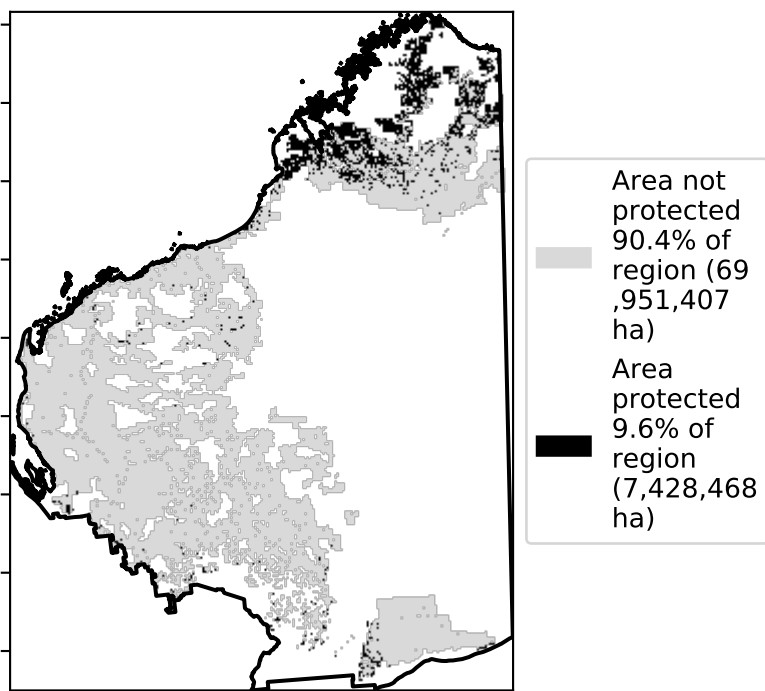 Area not
protected
90.4% of
region (69
,951,407
ha)
Area
protected
9.6% of
region
(7,428,468
ha)